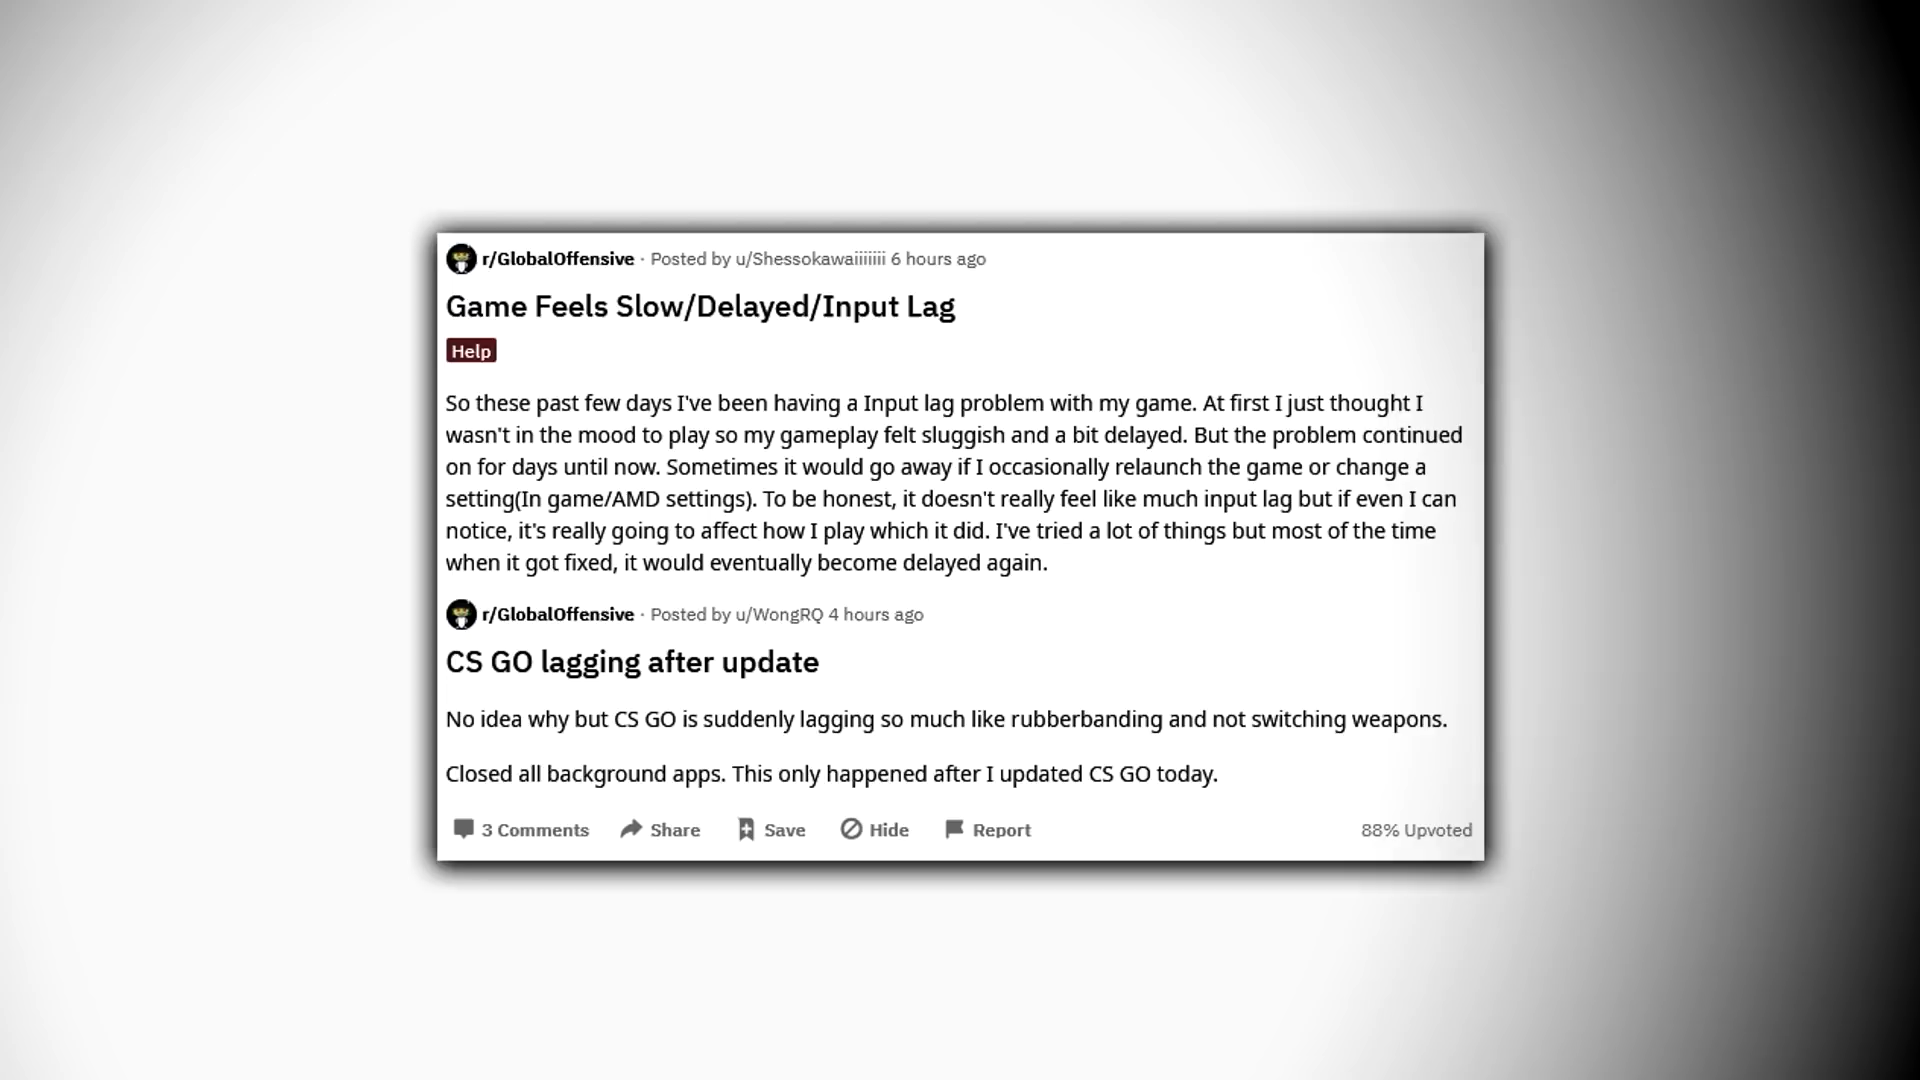 r/GlobalOffensive · Posted by u/Shessokawaiiiiiii 6 hours ago
Game Feels Slow/Delayed/Input Lag
Help
So these past few days I've been having a Input lag problem with my game. At first I just thought I
wasn't in the mood to play so my gameplay felt sluggish and a bit delayed. But the problem continued
on for days until now. Sometimes it would go away if I occasionally relaunch the game or change a
setting(In game/AMD settings). To be honest, it doesn't really feel like much input lag but if even I can
notice, it's really going to affect how I play which it did. I've tried a lot of things but most of the time
when it got fixed, it would eventually become delayed again.
r/GlobalOffensive · Posted by u/WongRQ 4 hours ago
CS GO lagging after update
No idea why but CS GO is suddenly lagging so much like rubberbanding and not switching weapons.
Closed all background apps. This only happened after I updated CS GO today.
3 Comments Share Save Hide Report 88% Upvoted